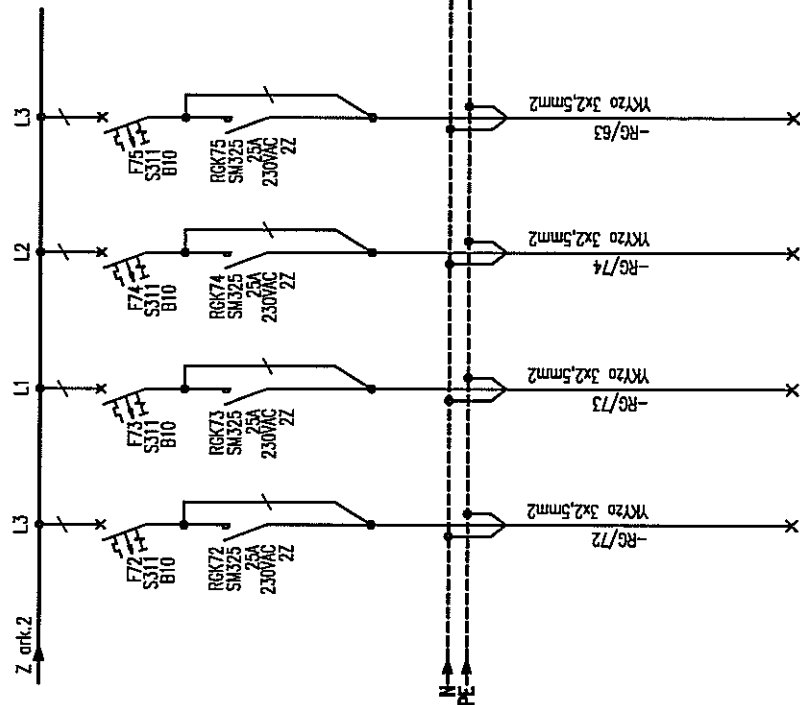 Z ark.2
L3
L1
L2
L3
F72
S311
B10
F73
S311
B10
F74
S311
B10
F75
S311
B10
RGK72
SM325
25A
230VAC
2Z
RGK73
SM325
25A
230VAC
2Z
RGK74
SM325
25A
230VAC
2Z
RGK75
SM325
25A
230VAC
2Z
N
PE
-RG/72
YKYżo 3x2,5mm2
-RG/73
YKYżo 3x2,5mm2
-RG/74
YKYżo 3x2,5mm2
-RG/63
YKYżo 3x2,5mm2